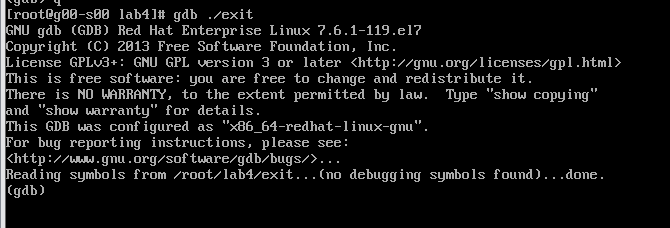 (gdb) q
[root@g00-s00 lab4]# gdb ./exit
GNU gdb (GDB) Red Hat Enterprise Linux 7.6.1-119.el7
Copyright (C) 2013 Free Software Foundation, Inc.
License GPLv3+: GNU GPL version 3 or later <http://gnu.org/licenses/gpl.html>
This is free software: you are free to change and redistribute it.
There is NO WARRANTY, to the extent permitted by law.  Type "show copying"
and "show warranty" for details.
This GDB was configured as "x86_64-redhat-linux-gnu".
For bug reporting instructions, please see:
<http://www.gnu.org/software/gdb/bugs/>...
Reading symbols from /root/lab4/exit...(no debugging symbols found)...done.
(gdb)